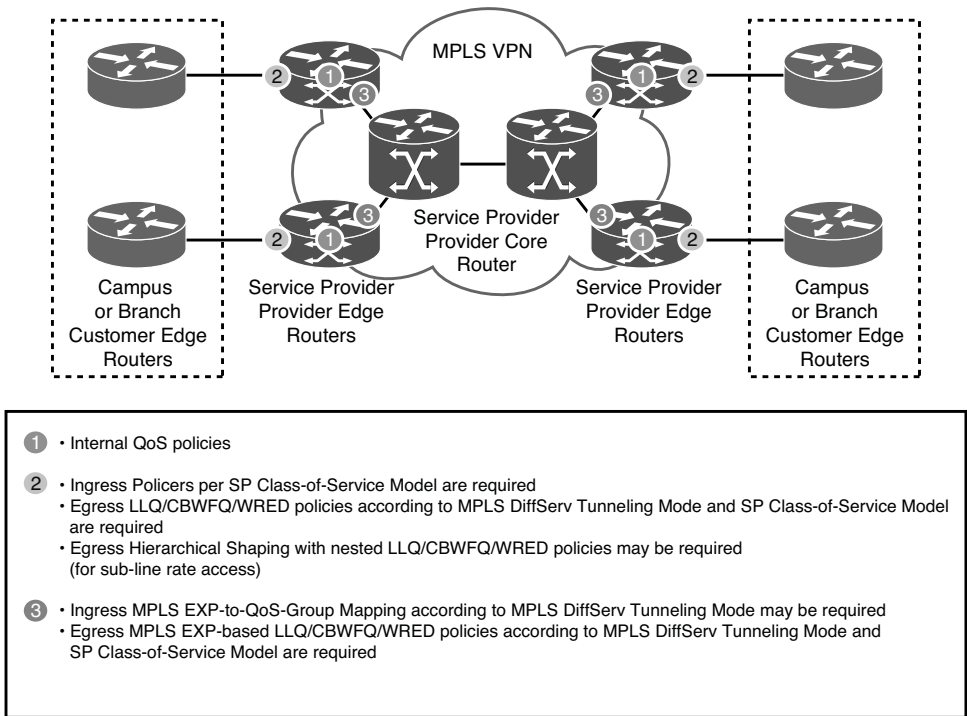 MPLS VPN
2
1
3
1
2
3
3
3
2
1
1
2
Service Provider
Provider Core
Router
Campus
or Branch
Customer Edge
Routers
Service Provider
Provider Edge
Routers
Service Provider
Provider Edge
Routers
Campus
or Branch
Customer Edge
Routers
1 • Internal QoS policies
2 • Ingress Policers per SP Class-of-Service Model are required
• Egress LLQ/CBWFQ/WRED policies according to MPLS DiffServ Tunneling Mode and SP Class-of-Service Model
are required
• Egress Hierarchical Shaping with nested LLQ/CBWFQ/WRED policies may be required
(for sub-line rate access)
3 • Ingress MPLS EXP-to-QoS-Group Mapping according to MPLS DiffServ Tunneling Mode may be required
• Egress MPLS EXP-based LLQ/CBWFQ/WRED policies according to MPLS DiffServ Tunneling Mode and
SP Class-of-Service Model are required